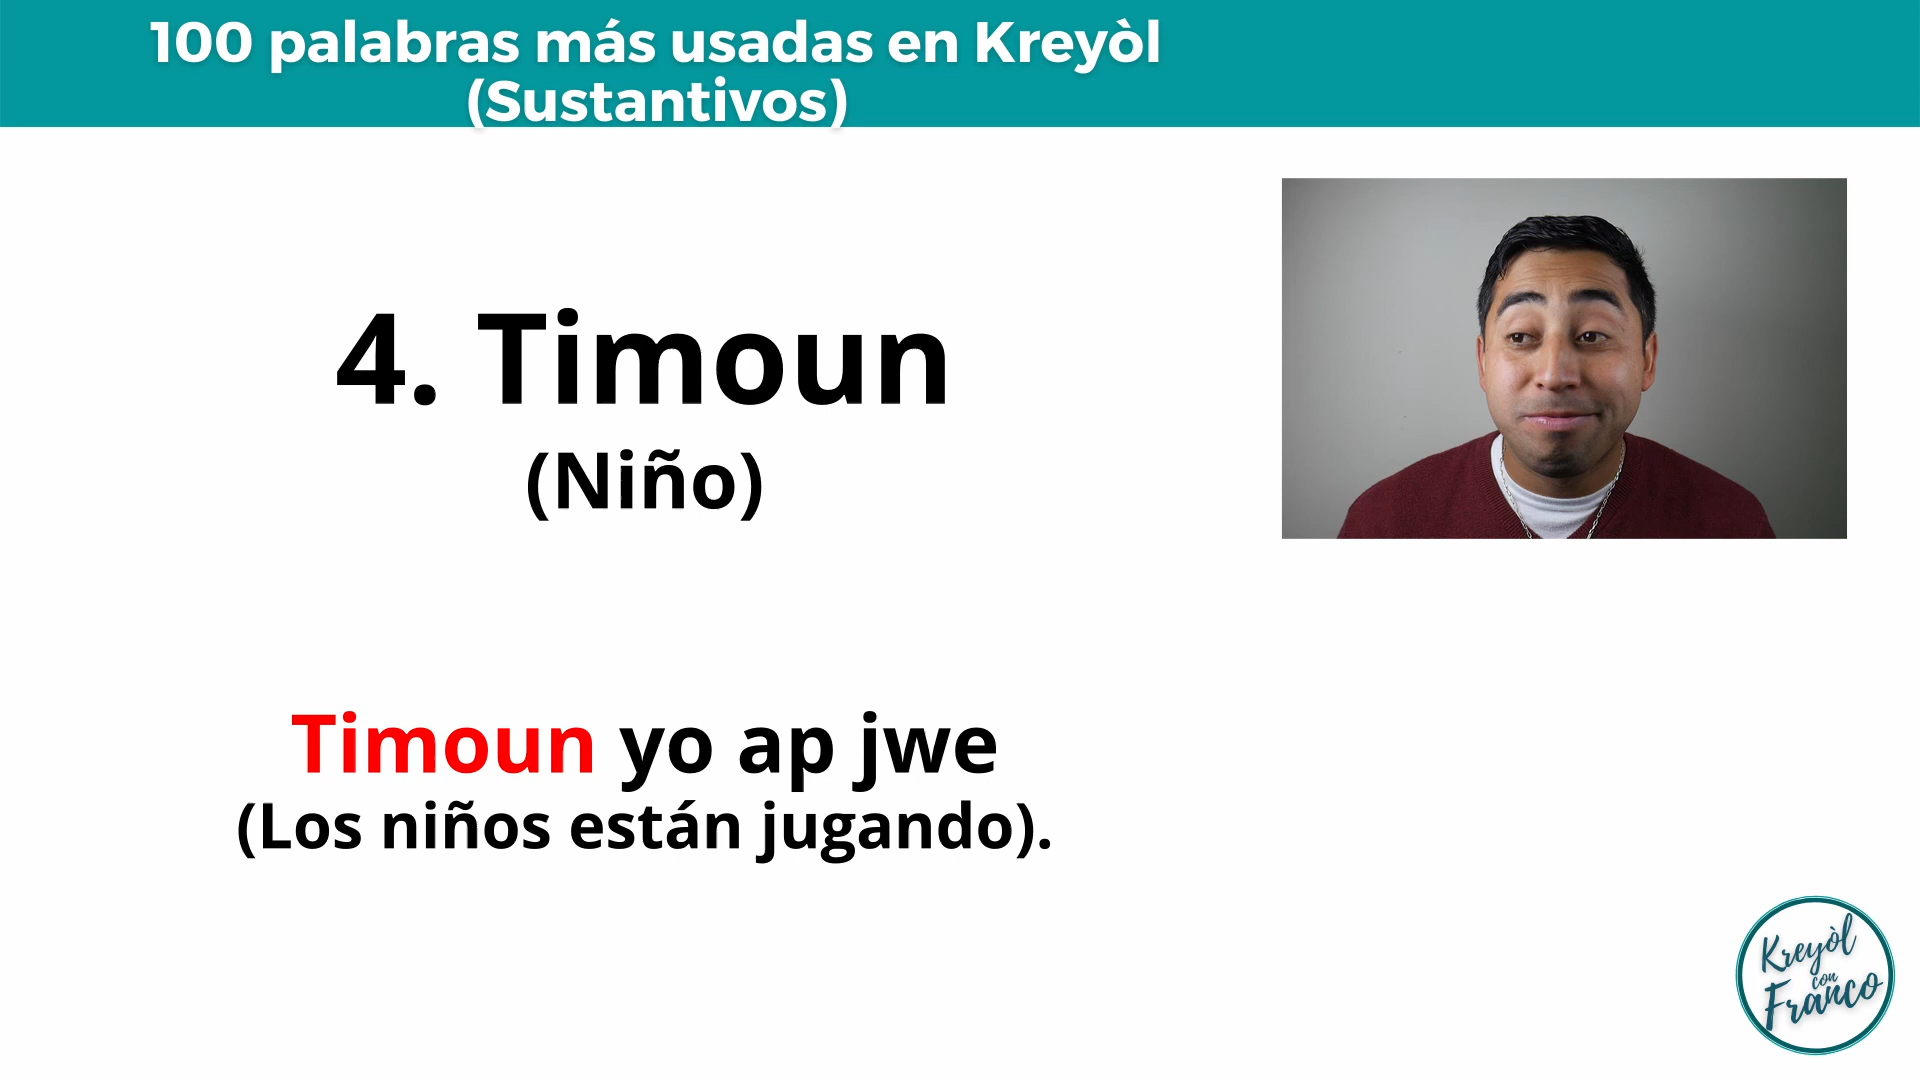 100 palabras más usadas en Kreyòl
(Sustantivos)
4. Timoun
(Niño)
Timoun yo ap jwe
(Los niños están jugando).
Kreyòl
con
Franco